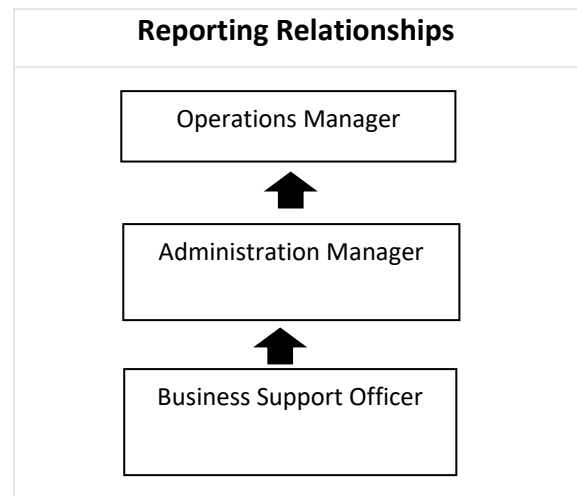 Reporting Relationships
Operations Manager
Administration Manager
Business Support Officer